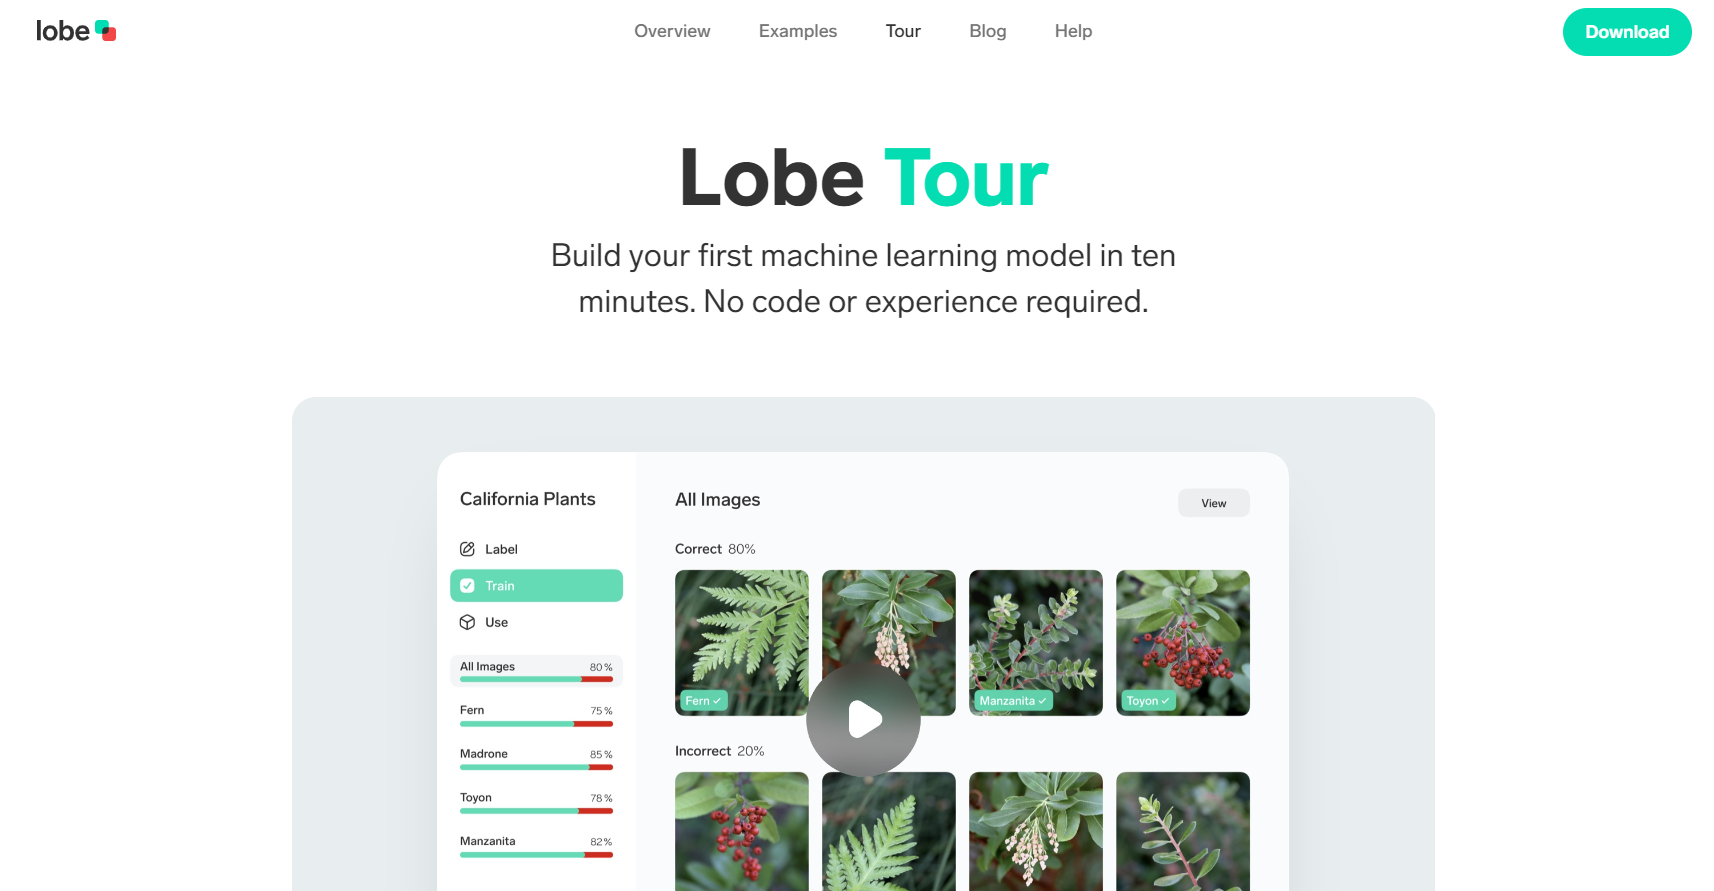 lobe
Overview
Examples
Tour
Blog
Help
Download
Lobe Tour
Build your first machine learning model in ten
minutes. No code or experience required.
California Plants
Label
Train
Use
All Images 80%
Fern 75%
Madrone 85%
Toyon 78%
Manzanita 82%
All Images
View
Correct 80%
Fern
Manzanita
Toyon
Incorrect 20%